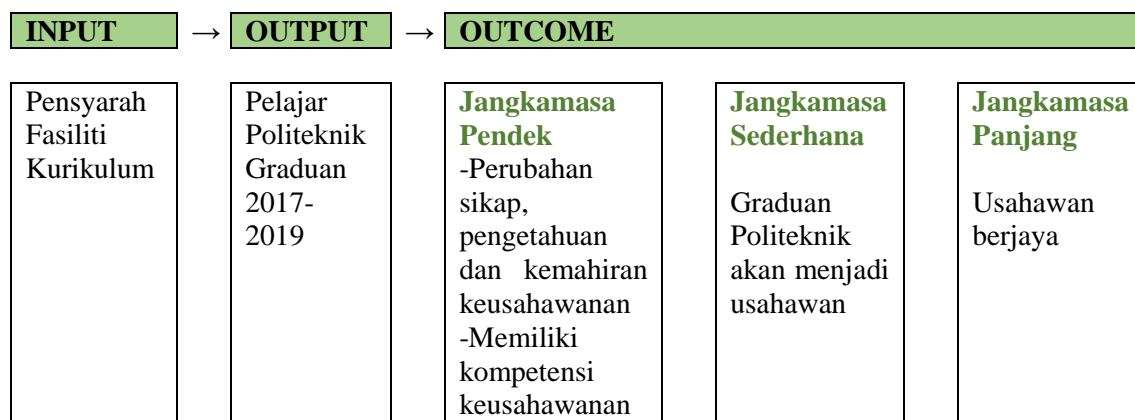 INPUT → OUTPUT → OUTCOME
Pensyarah
Fasiliti
Kurikulum
Pelajar
Politeknik
Graduan
2017-
2019
Jangkamasa
Pendek
-Perubahan
sikap,
pengetahuan
dan kemahiran
keusahawanan
-Memiliki
kompetensi
keusahawanan
Jangkamasa
Sederhana
Graduan
Politeknik
akan menjadi
usahawan
Jangkamasa
Panjang
Usahawan
berjaya